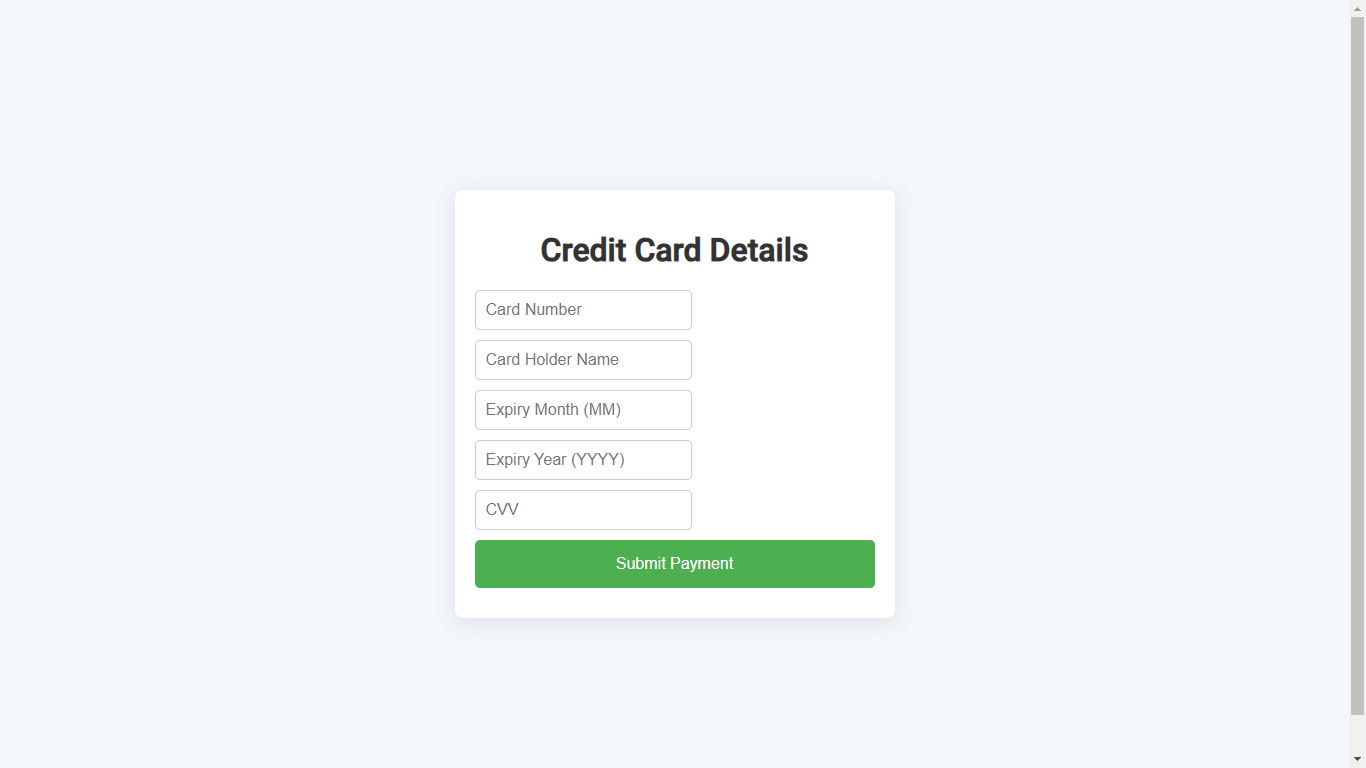 Credit Card Details
Card Number
Card Holder Name
Expiry Month (MM)
Expiry Year (YYYY)
CVV
Submit Payment